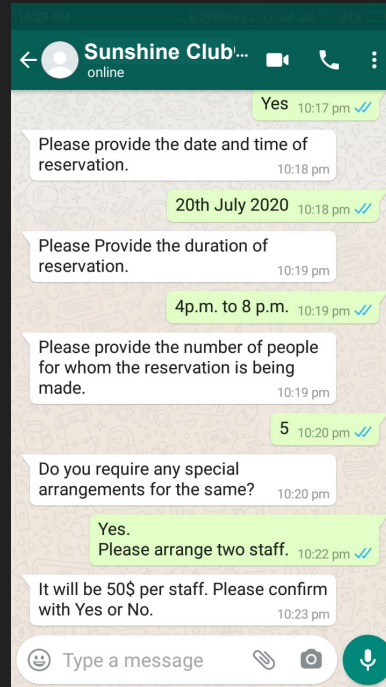 10:23 PM
Sunshine Club...
online
Yes 10:17 pm
Please provide the date and time of
reservation.
10:18 pm
20th July 2020 10:18 pm
Please Provide the duration of
reservation.
10:19 pm
4p.m. to 8 p.m. 10:19 pm
Please provide the number of people
for whom the reservation is being
made.
10:19 pm
5 10:20 pm
Do you require any special
arrangements for the same? 10:20 pm
Yes.
Please arrange two staff. 10:22 pm
It will be 50$ per staff. Please confirm
with Yes or No.
10:23 pm
Type a message